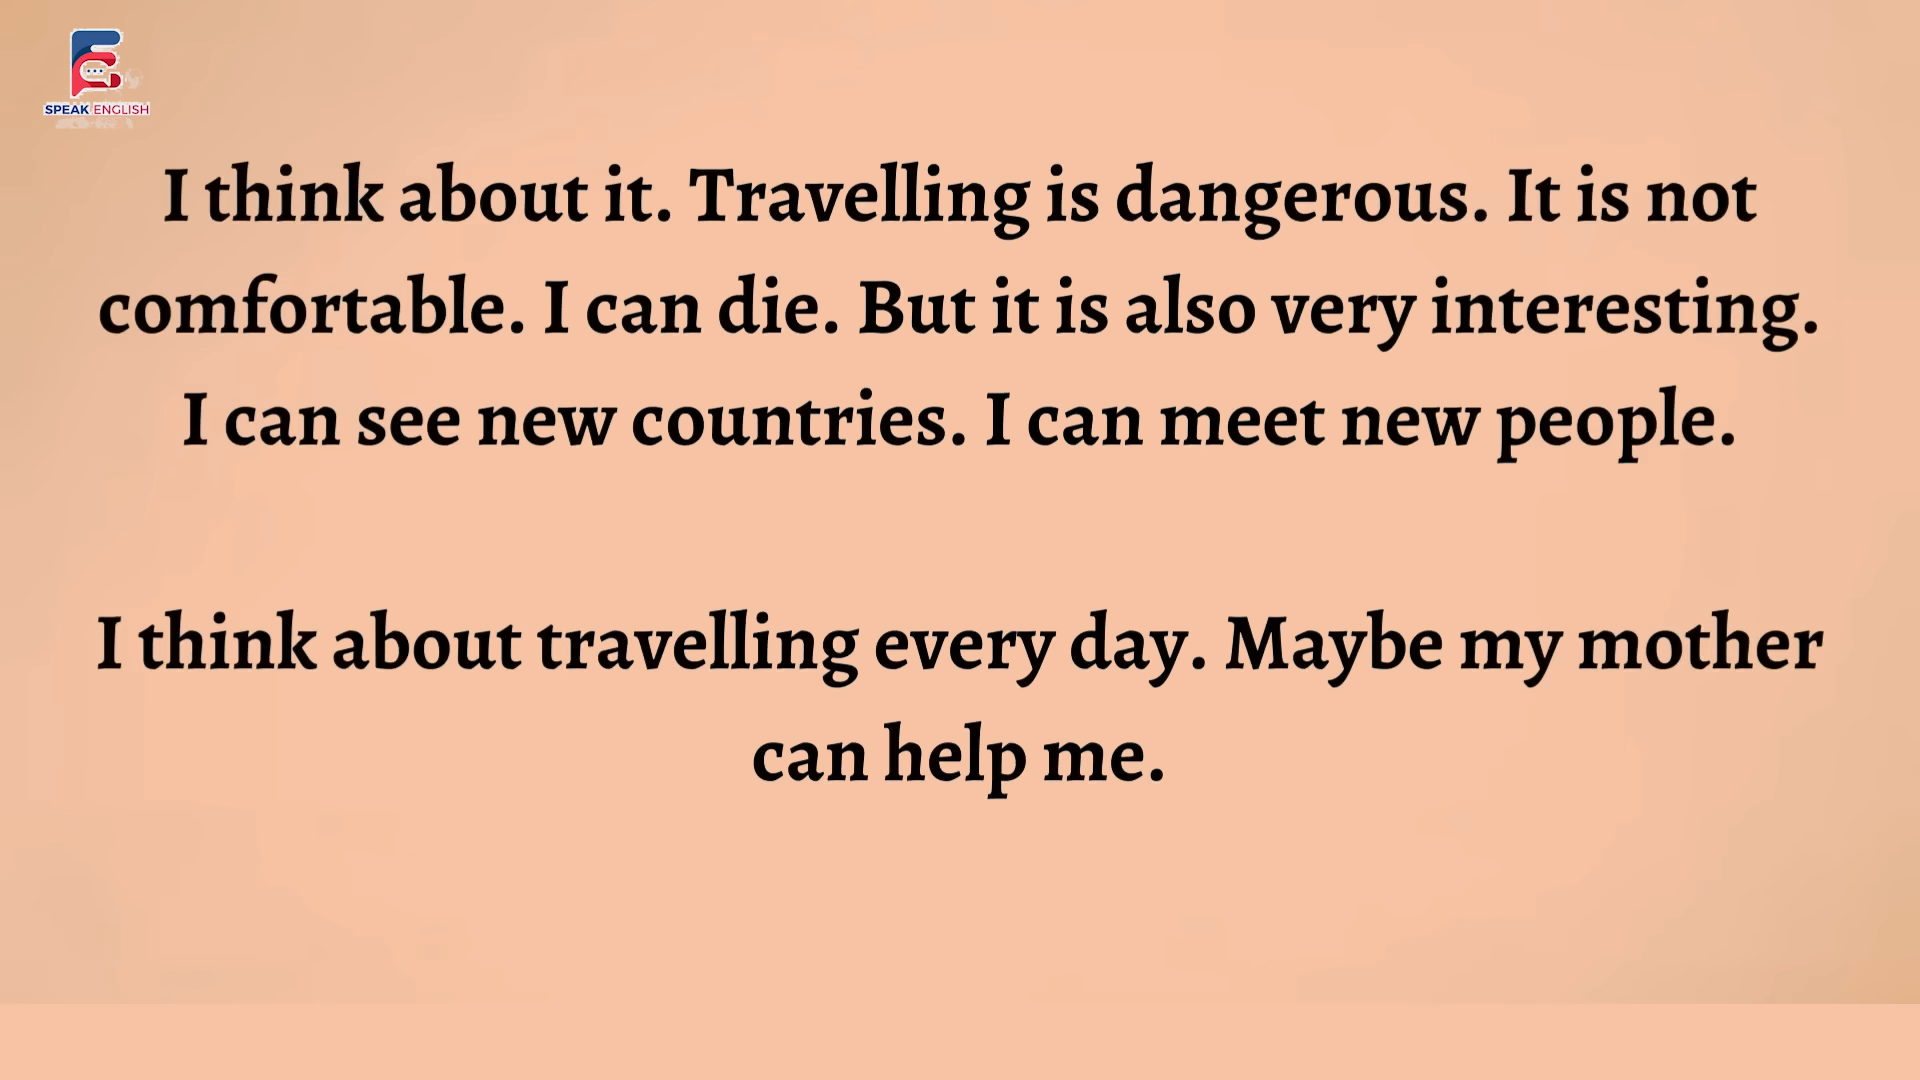 SPEAK ENGLISH
I think about it. Travelling is dangerous. It is not
comfortable. I can die. But it is also very interesting.
I can see new countries. I can meet new people.
I think about travelling every day. Maybe my mother
can help me.